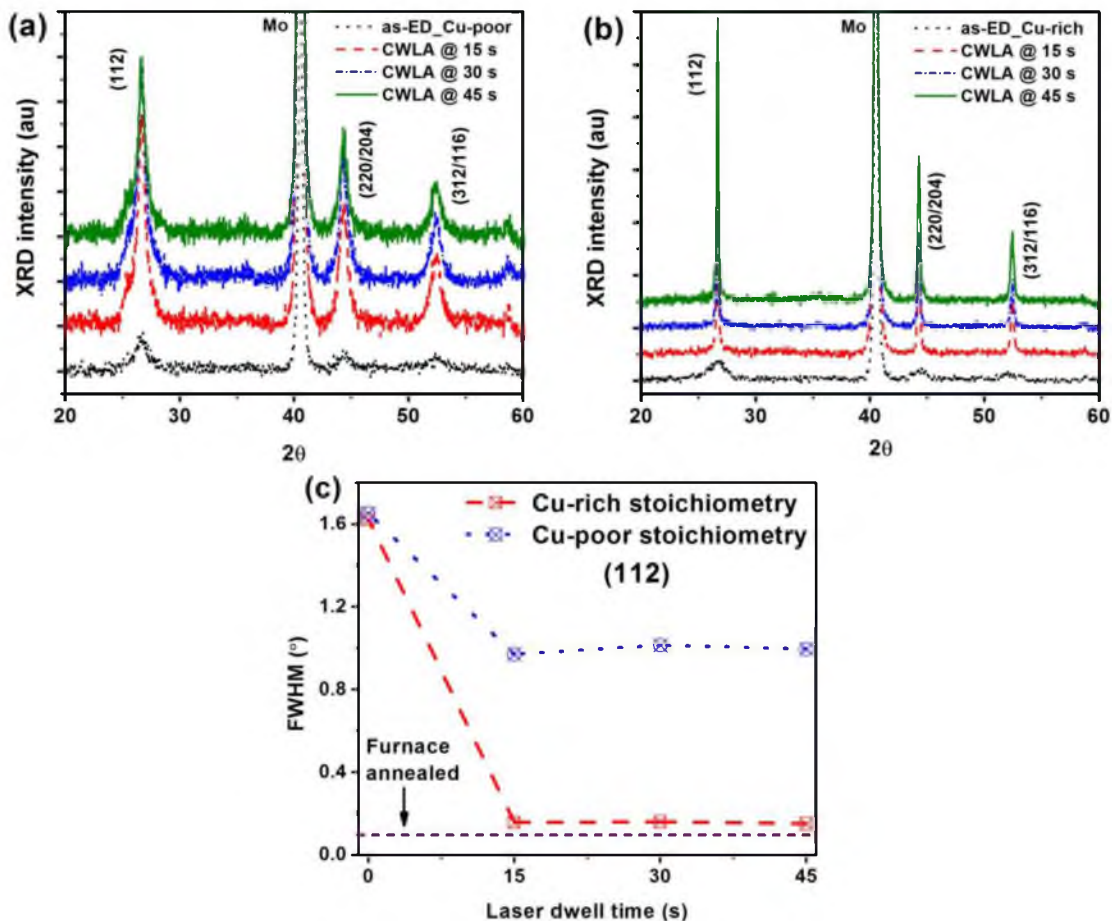 (a)
Mo
as-ED_Cu-poor
CWLA @ 15 s
CWLA @ 30 s
CWLA @ 45 s
(112)
(220/204)
(312/116)
XRD intensity (au)
20 30 40 50 60
2θ
(b)
Mo
as-ED_Cu-rich
CWLA @ 15 s
CWLA @ 30 s
CWLA @ 45 s
(112)
(220/204)
(312/116)
XRD intensity (au)
20 30 40 50 60
2θ
(c)
Cu-rich stoichiometry
Cu-poor stoichiometry
(112)
1.6
1.2
0.8
0.4
0.0
FWHM (°)
Furnace
annealed
0 15 30 45
Laser dwell time (s)